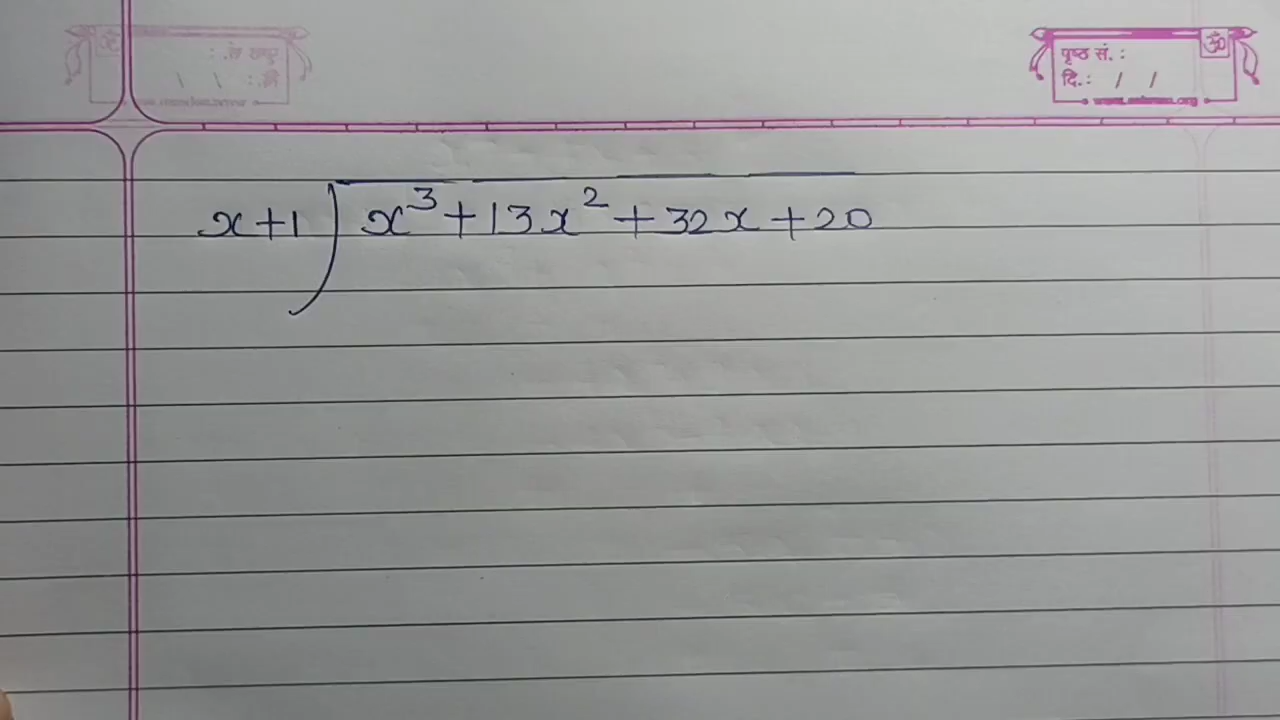 पृष्ठ सं. :
दि. : / /
x+1 ) x³ + 13x² + 32x + 20